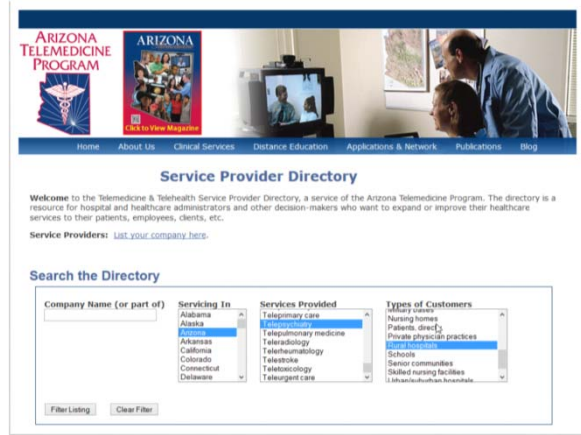 ARIZONA
TELEMEDICINE
PROGRAM
ARIZONA
Click to View Magazine
Home About Us Clinical Services Distance Education Applications & Network Publications Blog
Service Provider Directory
Welcome to the Telemedicine & Telehealth Service Provider Directory, a service of the Arizona Telemedicine Program. The directory is a
resource for hospital and healthcare administrators and other decision-makers who want to expand or improve their healthcare
services to their patients, employees, clients, etc.
Service Providers: List your company here.
Search the Directory
Company Name (or part of) Servicing In Services Provided Types of Customers
Alabama Teleprimary care Military bases
Alaska Telepsychiatry Nursing homes
Arizona Telepulmonary medicine Patients, direct
Arkansas Teleradiology Private physician practices
California Telerheumatology Rural hospitals
Colorado Telestroke Schools
Connecticut Teletoxicology Senior communities
Delaware Teleurgent care Skilled nursing facilities
Urban/suburban hospitals
Filter Listing Clear Filter